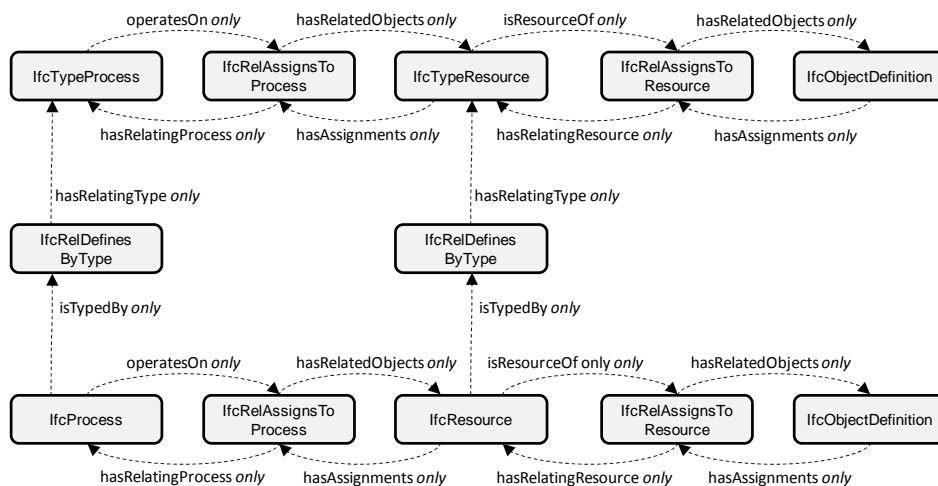 operatesOn only
hasRelatedObjects only
isResourceOf only
hasRelatedObjects only
IfcTypeProcess
IfcRelAssignsTo
Process
IfcTypeResource
IfcRelAssignsTo
Resource
IfcObjectDefinition
hasRelatingProcess only
hasAssignments only
hasRelatingResource only
hasAssignments only
hasRelatingType only
hasRelatingType only
IfcRelDefines
ByType
IfcRelDefines
ByType
isTypedBy only
isTypedBy only
operatesOn only
hasRelatedObjects only
isResourceOf only only
hasRelatedObjects only
IfcProcess
IfcRelAssignsTo
Process
IfcResource
IfcRelAssignsTo
Resource
IfcObjectDefinition
hasRelatingProcess only
hasAssignments only
hasRelatingResource only
hasAssignments only